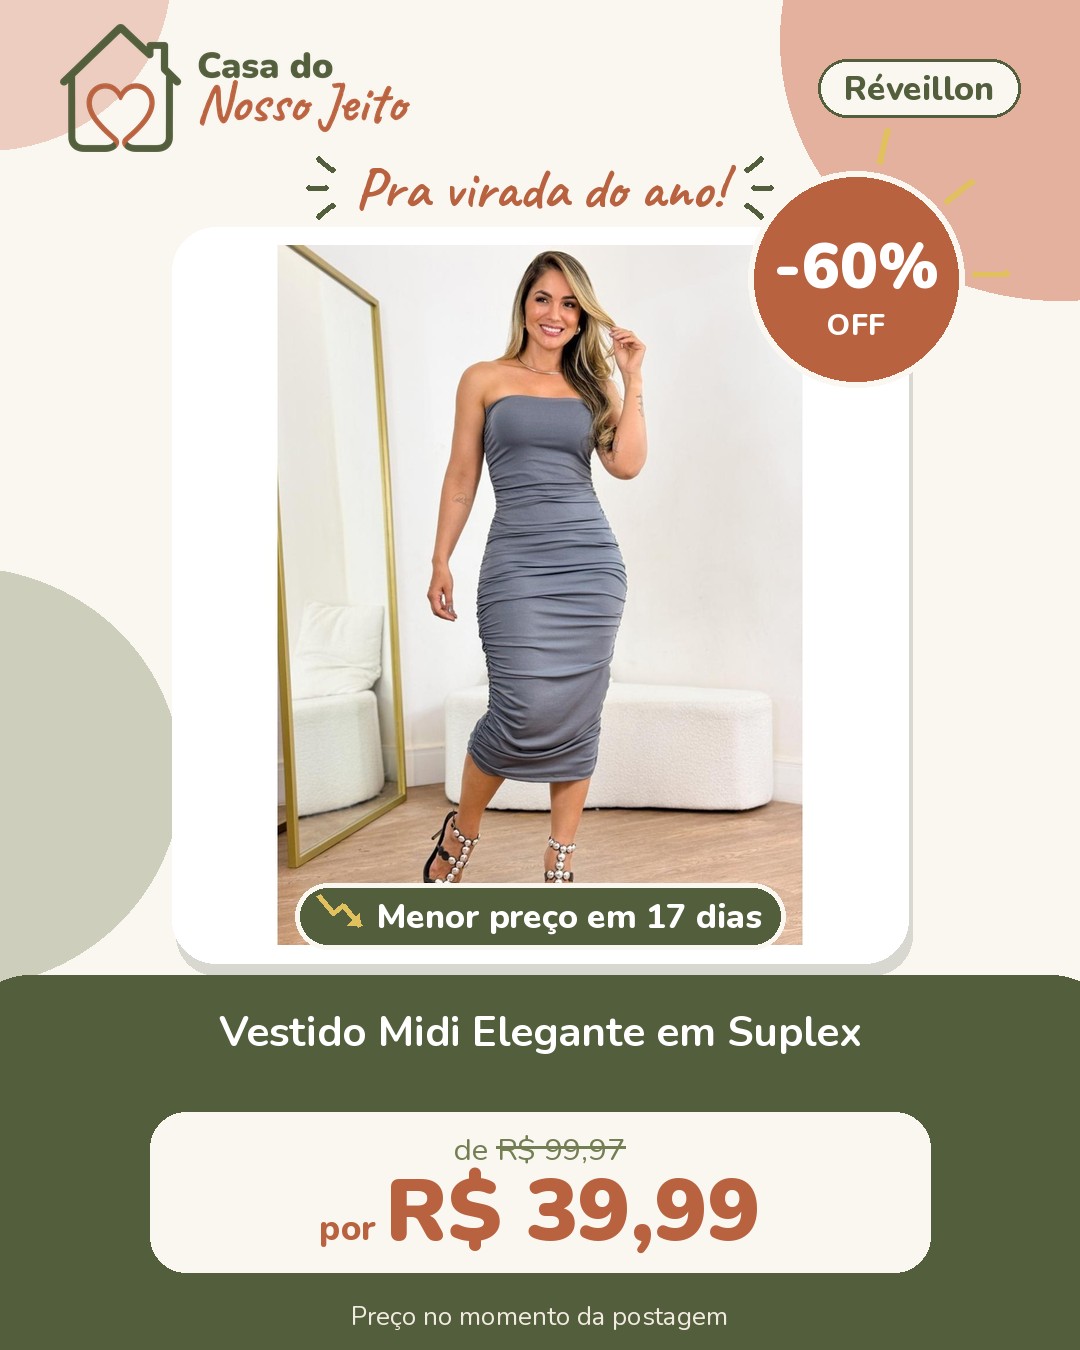 Casa do
Nosso Jeito
Réveillon
Pra virada do ano!
-60%
OFF
Menor preço em 17 dias
Vestido Midi Elegante em Suplex
de R$ 99,97
por R$ 39,99
Preço no momento da postagem